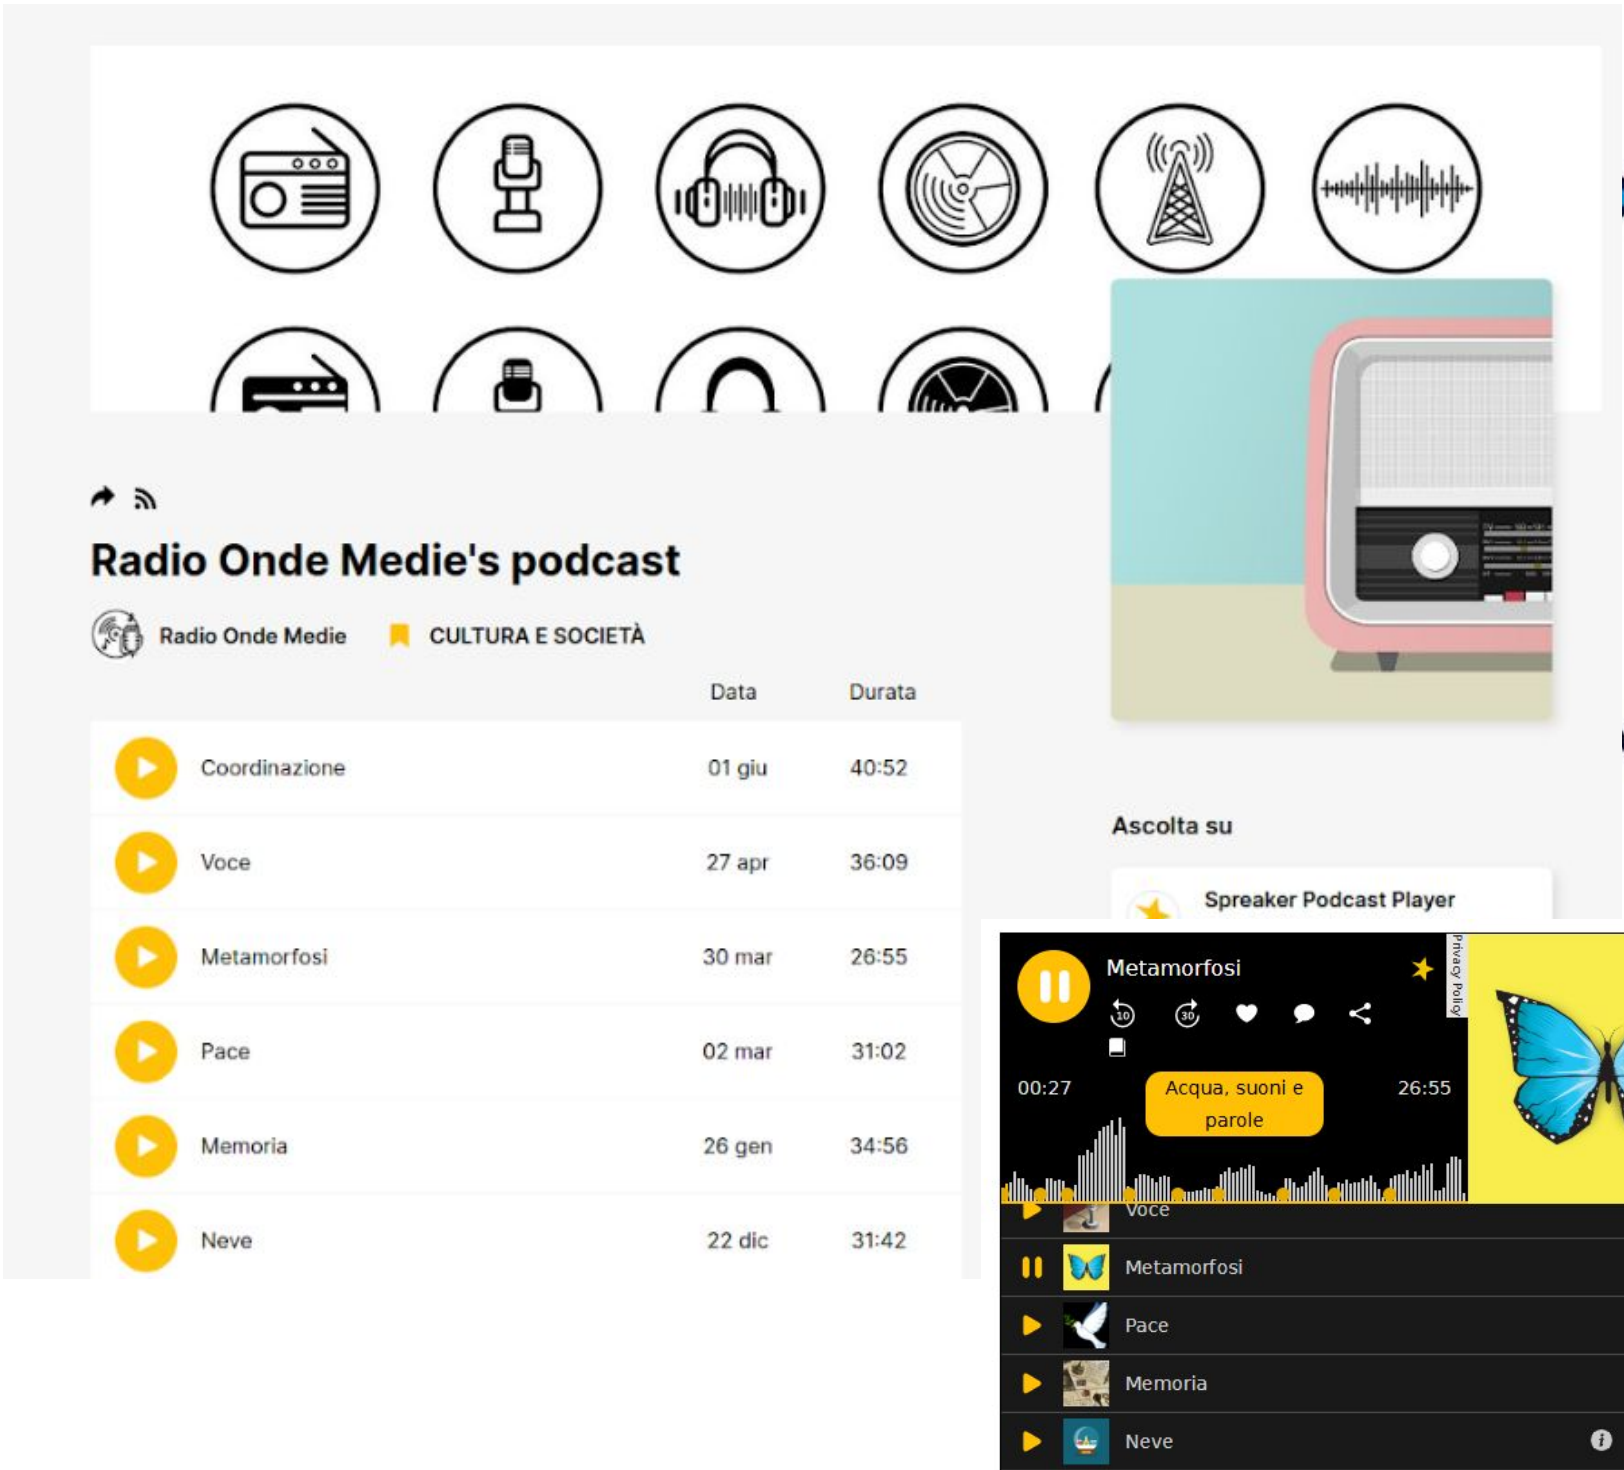 Radio Onde Medie's podcast
Radio Onde Medie CULTURA E SOCIETÀ
Data Durata
Coordinazione 01 giu 40:52
Voce 27 apr 36:09
Metamorfosi 30 mar 26:55
Pace 02 mar 31:02
Memoria 26 gen 34:56
Neve 22 dic 31:42
Ascolta su
Spreaker Podcast Player
Metamorfosi
Privacy Policy
10 30
00:27 Acqua, suoni e 26:55
parole
Voce
Metamorfosi
Pace
Memoria
Neve